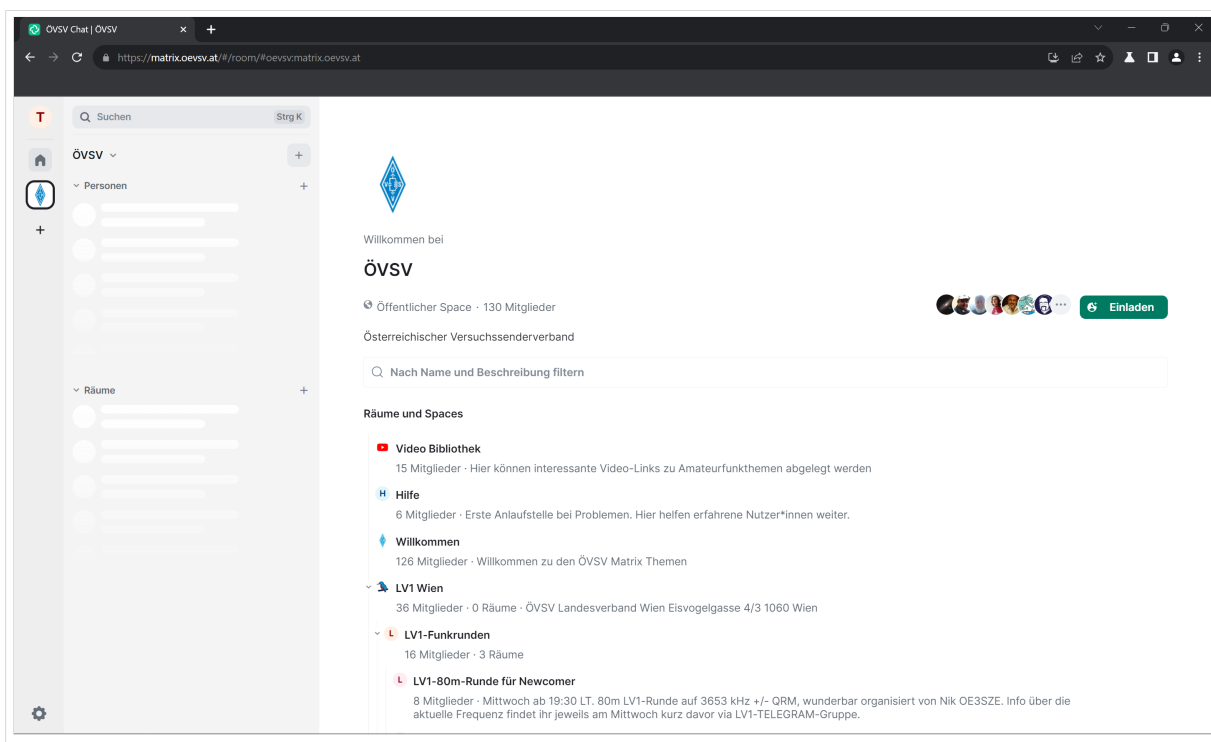 ÖVSV Chat | ÖVSV
https://matrix.oevsv.at/#/room/#oevsv:matrix.oevsv.at
T
Suchen
Strg K
ÖVSV
Personen
Räume
Willkommen bei
ÖVSV
Öffentlicher Space · 130 Mitglieder
Einladen
Österreichischer Versuchssenderverband
Nach Name und Beschreibung filtern
Räume und Spaces
Video Bibliothek
15 Mitglieder · Hier können interessante Video-Links zu Amateurfunkthemen abgelegt werden
H Hilfe
6 Mitglieder · Erste Anlaufstelle bei Problemen. Hier helfen erfahrene Nutzer*innen weiter.
Willkommen
126 Mitglieder · Willkommen zu den ÖVSV Matrix Themen
LV1 Wien
36 Mitglieder · 0 Räume · ÖVSV Landesverband Wien Eisvogelgasse 4/3 1060 Wien
L LV1-Funkrunden
16 Mitglieder · 3 Räume
L LV1-80m-Runde für Newcomer
8 Mitglieder · Mittwoch ab 19:30 LT. 80m LV1-Runde auf 3653 kHz +/- QRM, wunderbar organisiert von Nik OE3SZE. Info über die
aktuelle Frequenz findet ihr jeweils am Mittwoch kurz davor via LV1-TELEGRAM-Gruppe.